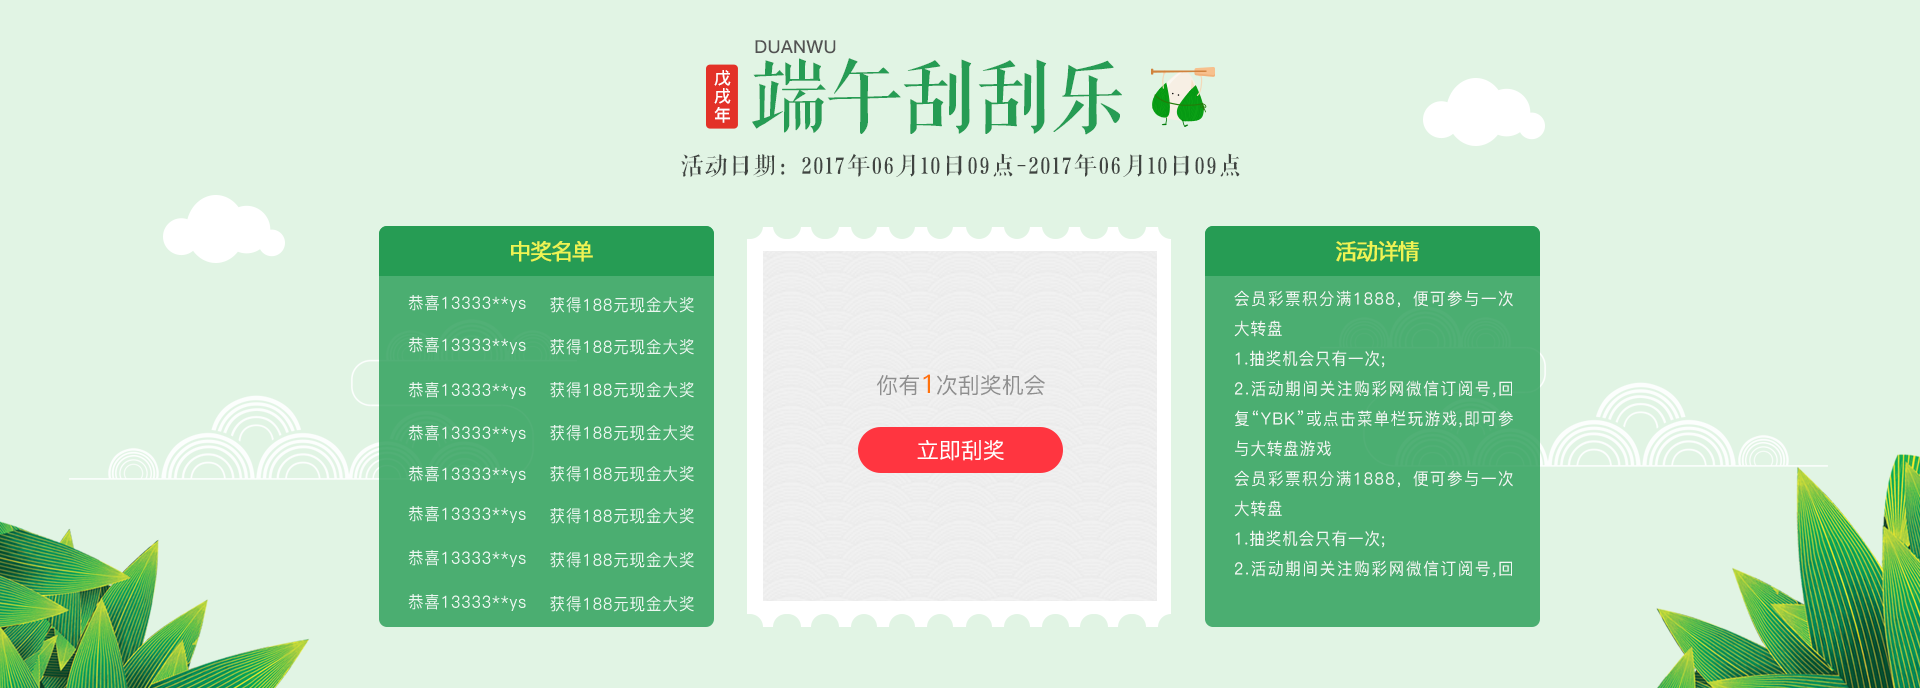 DUANWU
戊戌年
端午刮刮乐
活动日期：2017年06月10日09点-2017年06月10日09点
中奖名单
恭喜13333**ys 获得188元现金大奖
恭喜13333**ys 获得188元现金大奖
恭喜13333**ys 获得188元现金大奖
恭喜13333**ys 获得188元现金大奖
恭喜13333**ys 获得188元现金大奖
恭喜13333**ys 获得188元现金大奖
恭喜13333**ys 获得188元现金大奖
恭喜13333**ys 获得188元现金大奖
你有1次刮奖机会
立即刮奖
活动详情
会员彩票积分满1888，便可参与一次
大转盘
1.抽奖机会只有一次;
2.活动期间关注购彩网微信订阅号,回
复“YBK”或点击菜单栏玩游戏,即可参
与大转盘游戏
会员彩票积分满1888，便可参与一次
大转盘
1.抽奖机会只有一次;
2.活动期间关注购彩网微信订阅号,回